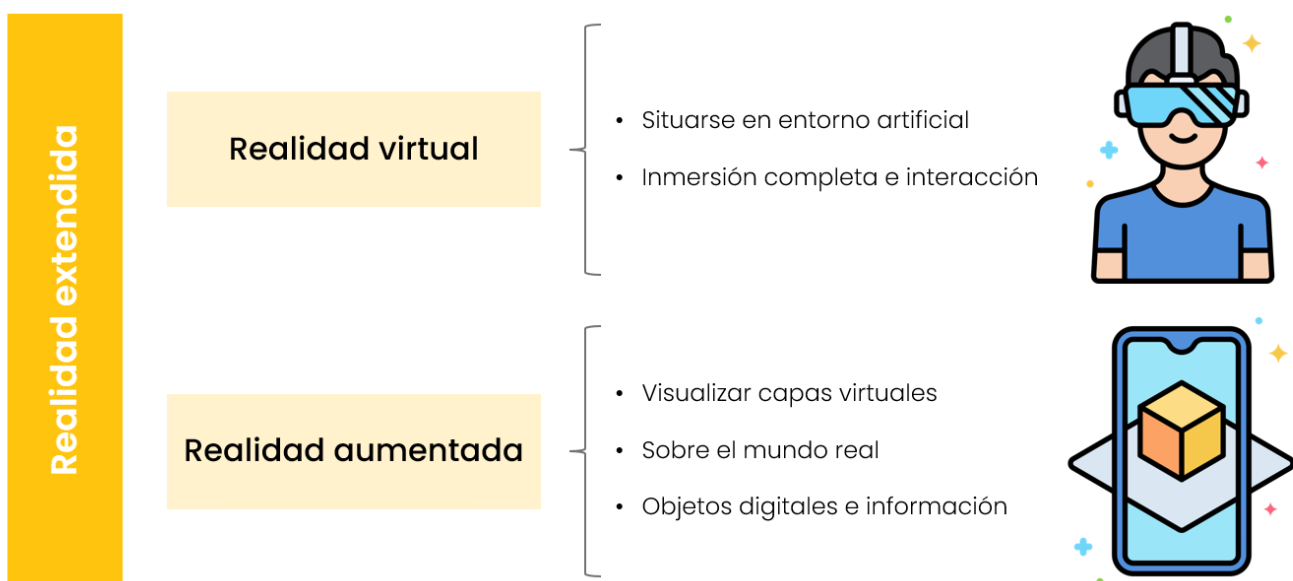 Realidad extendida
Realidad virtual
• Situarse en entorno artificial
• Inmersión completa e interacción
Realidad aumentada
• Visualizar capas virtuales
• Sobre el mundo real
• Objetos digitales e información